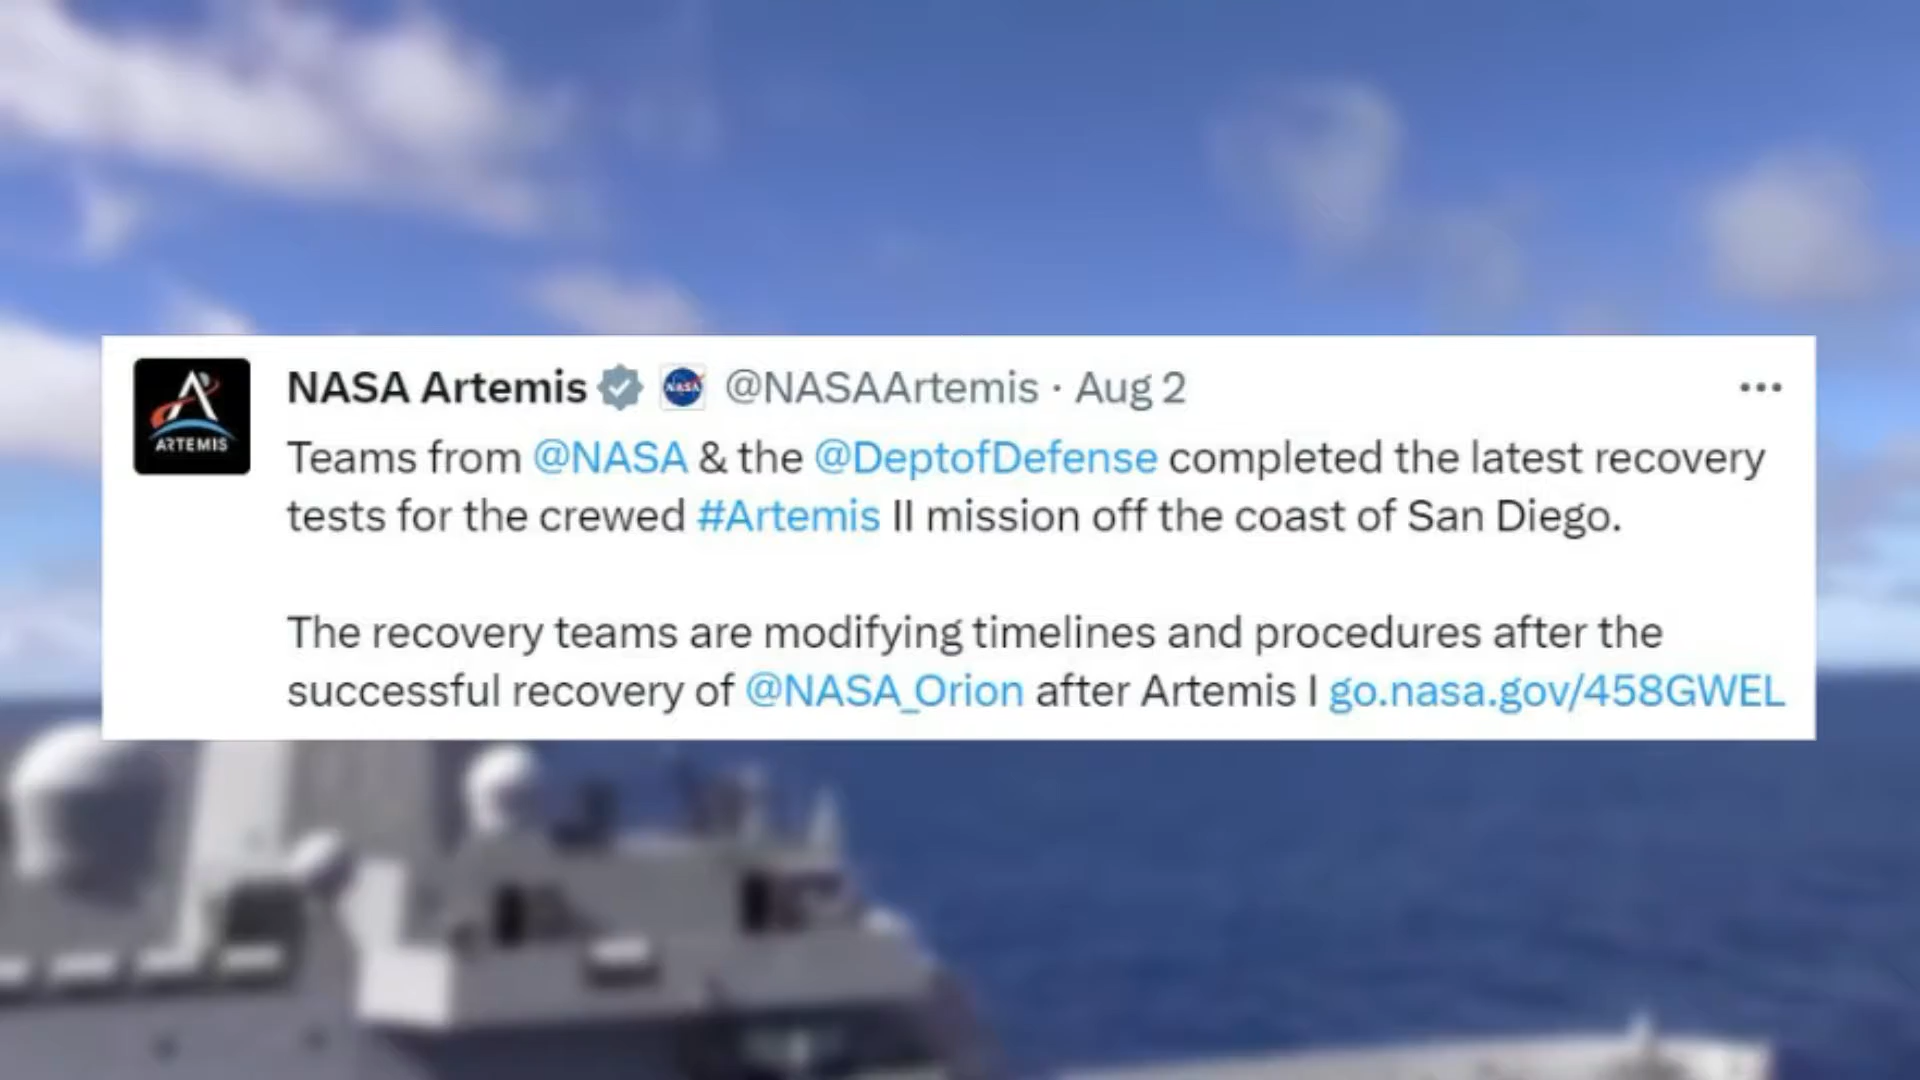 ARTEMIS
NASA Artemis NASA @NASAArtemis · Aug 2
Teams from @NASA & the @DeptofDefense completed the latest recovery
tests for the crewed #Artemis II mission off the coast of San Diego.
The recovery teams are modifying timelines and procedures after the
successful recovery of @NASA_Orion after Artemis I go.nasa.gov/458GWEL